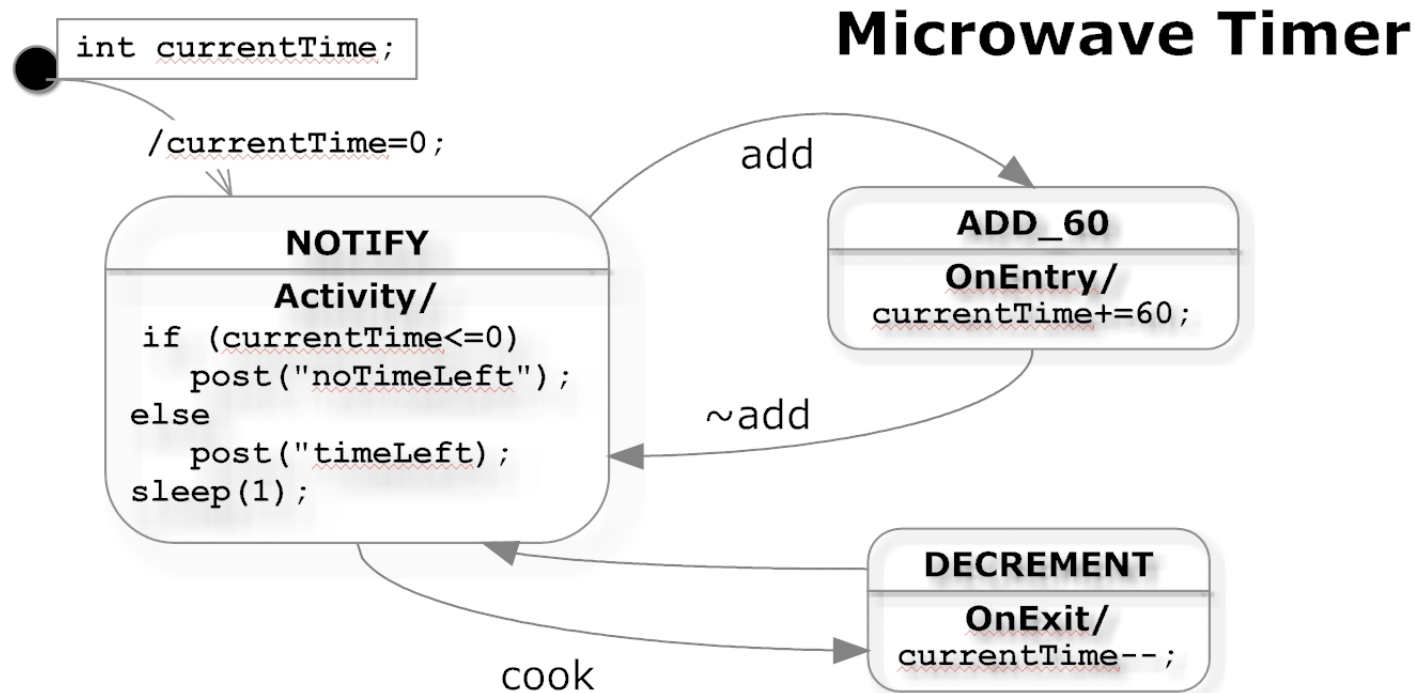 Microwave Timer
int currentTime;
/currentTime=0;
add
NOTIFY
Activity/
if (currentTime<=0)
post("noTimeLeft");
else
post("timeLeft);
sleep(1);
ADD_60
OnEntry/
currentTime+=60;
~add
DECREMENT
OnExit/
currentTime--;
cook